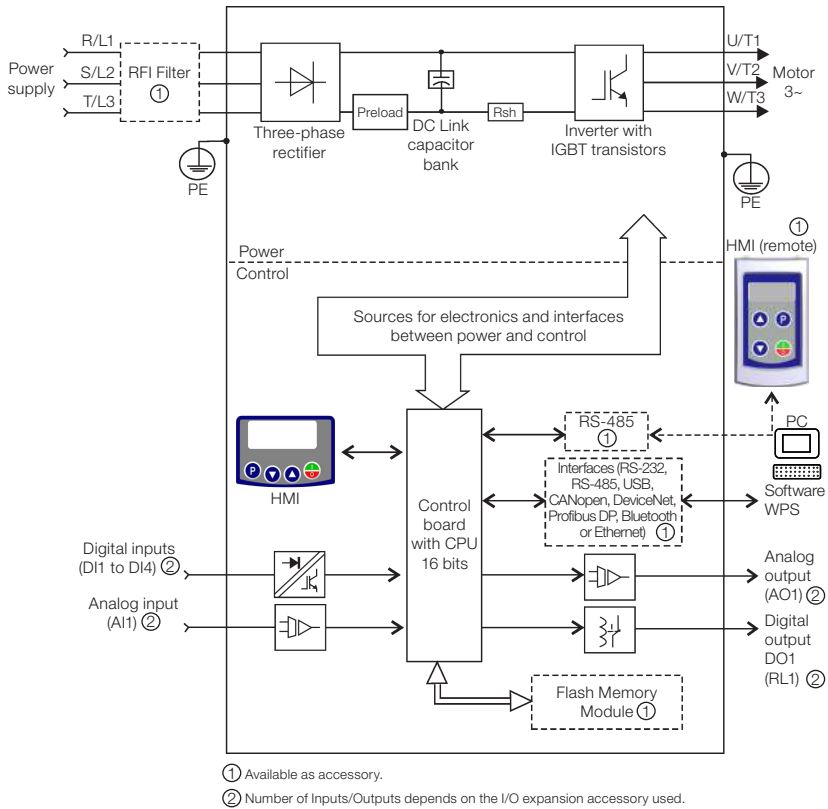 R/L1
S/L2
T/L3
Power
supply
RFI Filter
①
Three-phase
rectifier
Preload
DC Link
capacitor
bank
Rsh
Inverter with
IGBT transistors
U/T1
V/T2
W/T3
Motor
3~
PE
PE
Power
Control
①
HMI (remote)
P
Sources for electronics and interfaces
between power and control
P
HMI
Control
board
with CPU
16 bits
RS-485
①
PC
Interfaces (RS-232,
RS-485, USB,
CANopen, DeviceNet,
Profibus DP, Bluetooth
or Ethernet) ①
Software
WPS
Digital inputs
(DI1 to DI4) ②
Analog input
(AI1) ②
Analog
output
(AO1) ②
Digital
output
DO1
(RL1) ②
Flash Memory
Module ①
① Available as accessory.
② Number of Inputs/Outputs depends on the I/O expansion accessory used.